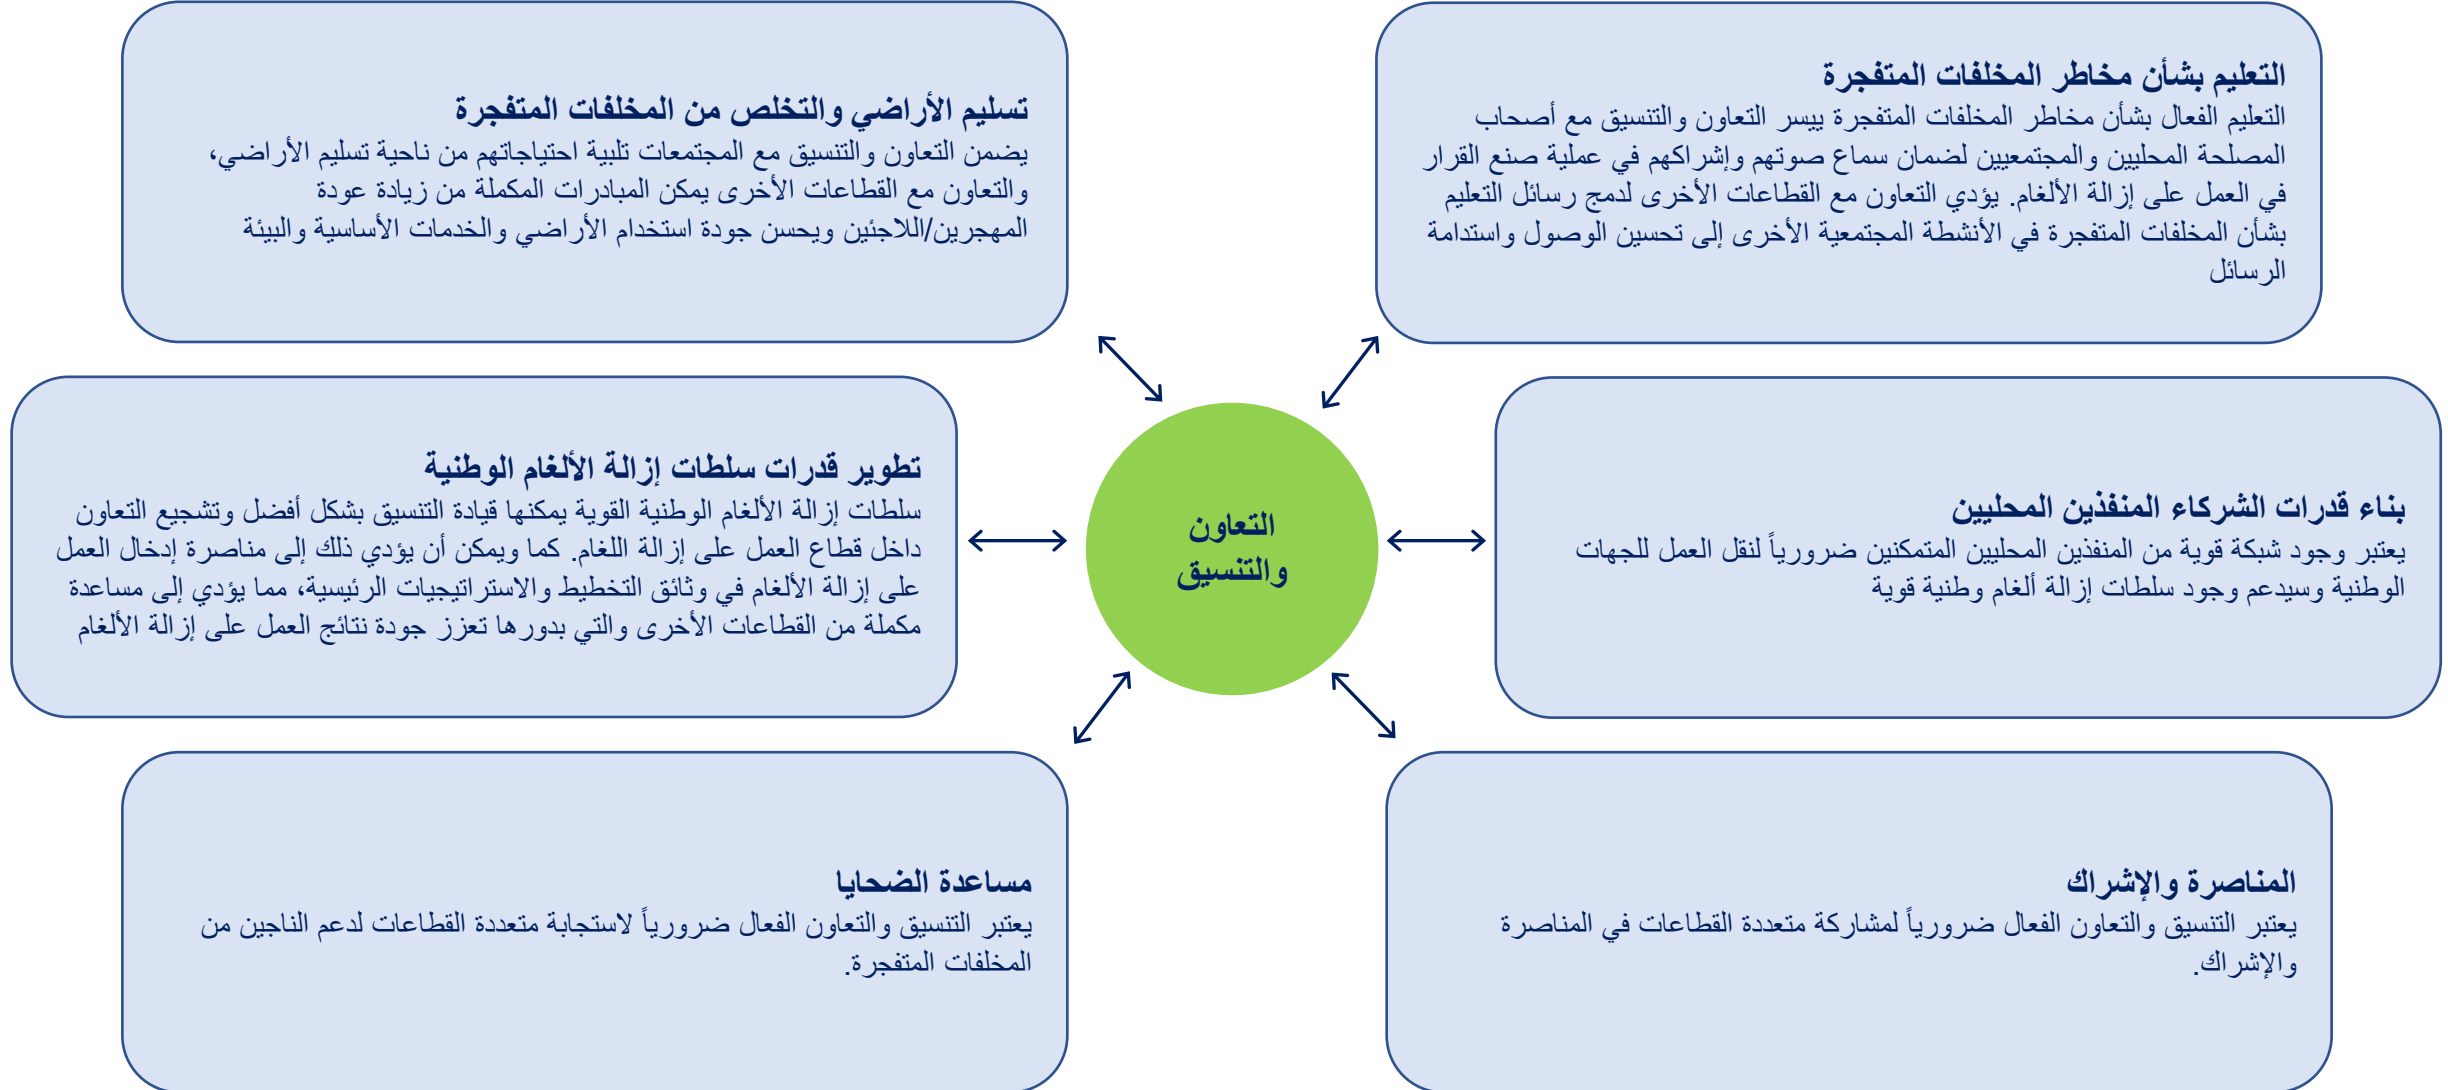 التعليم بشأن مخاطر المخلفات المتفجرة
التعليم الفعال بشأن مخاطر المخلفات المتفجرة ييسر التعاون والتنسيق مع أصحاب
المصلحة المحليين والمجتمعيين لضمان سماع صوتهم وإشراكهم في عملية صنع القرار
في العمل على إزالة الألغام. يؤدي التعاون مع القطاعات الأخرى لدمج رسائل التعليم
بشأن المخلفات المتفجرة في الأنشطة المجتمعية الأخرى إلى تحسين الوصول واستدامة
الرسائل
تسليم الأراضي والتخلص من المخلفات المتفجرة
يضمن التعاون والتنسيق مع المجتمعات تلبية احتياجاتهم من ناحية تسليم الأراضي،
والتعاون مع القطاعات الأخرى يمكن المبادرات المكملة من زيادة عودة
المهجرين/اللاجئين ويحسن جودة استخدام الأراضي والخدمات الأساسية والبيئة
بناء قدرات الشركاء المنفذين المحليين
يعتبر وجود شبكة قوية من المنفذين المحليين المتمكنين ضرورياً لنقل العمل للجهات
الوطنية وسيدعم وجود سلطات إزالة ألغام وطنية قوية
التعاون
والتنسيق
تطوير قدرات سلطات إزالة الألغام الوطنية
سلطات إزالة الألغام الوطنية القوية يمكنها قيادة التنسيق بشكل أفضل وتشجيع التعاون
داخل قطاع العمل على إزالة اللغام. كما ويمكن أن يؤدي ذلك إلى مناصرة إدخال العمل
على إزالة الألغام في وثائق التخطيط والاستراتيجيات الرئيسية، مما يؤدي إلى مساعدة
مكملة من القطاعات الأخرى والتي بدورها تعزز جودة نتائج العمل على إزالة الألغام
المناصرة والإشراك
يعتبر التنسيق والتعاون الفعال ضرورياً لمشاركة متعددة القطاعات في المناصرة
والإشراك.
مساعدة الضحايا
يعتبر التنسيق والتعاون الفعال ضرورياً لاستجابة متعددة القطاعات لدعم الناجين من
المخلفات المتفجرة.